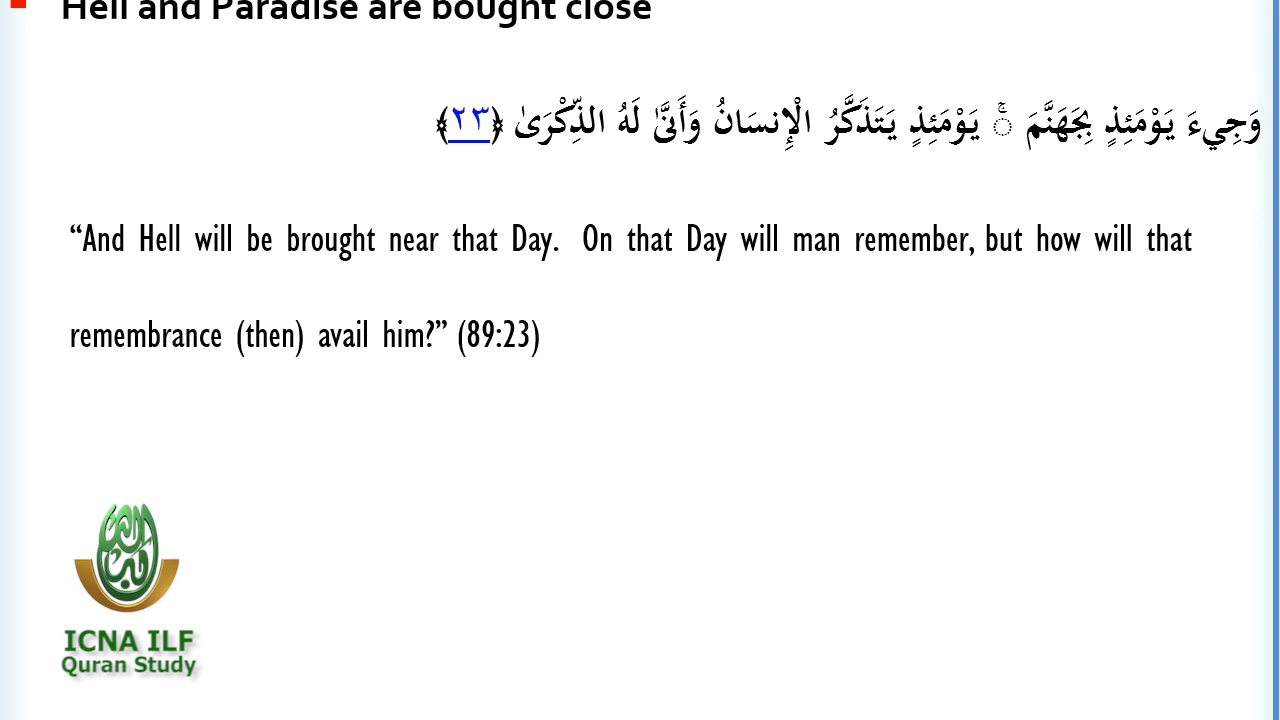 Hell and Paradise are bought close
وَجِيءَ يَوْمَئِذٍ بِجَهَنَّمَ ۚ يَوْمَئِذٍ يَتَذَكَّرُ الْإِنسَانُ وَأَنَّىٰ لَهُ الذِّكْرَىٰ ﴿٢٣﴾
“And Hell will be brought near that Day. On that Day will man remember, but how will that
remembrance (then) avail him?” (89:23)
ICNA ILF
Quran Study